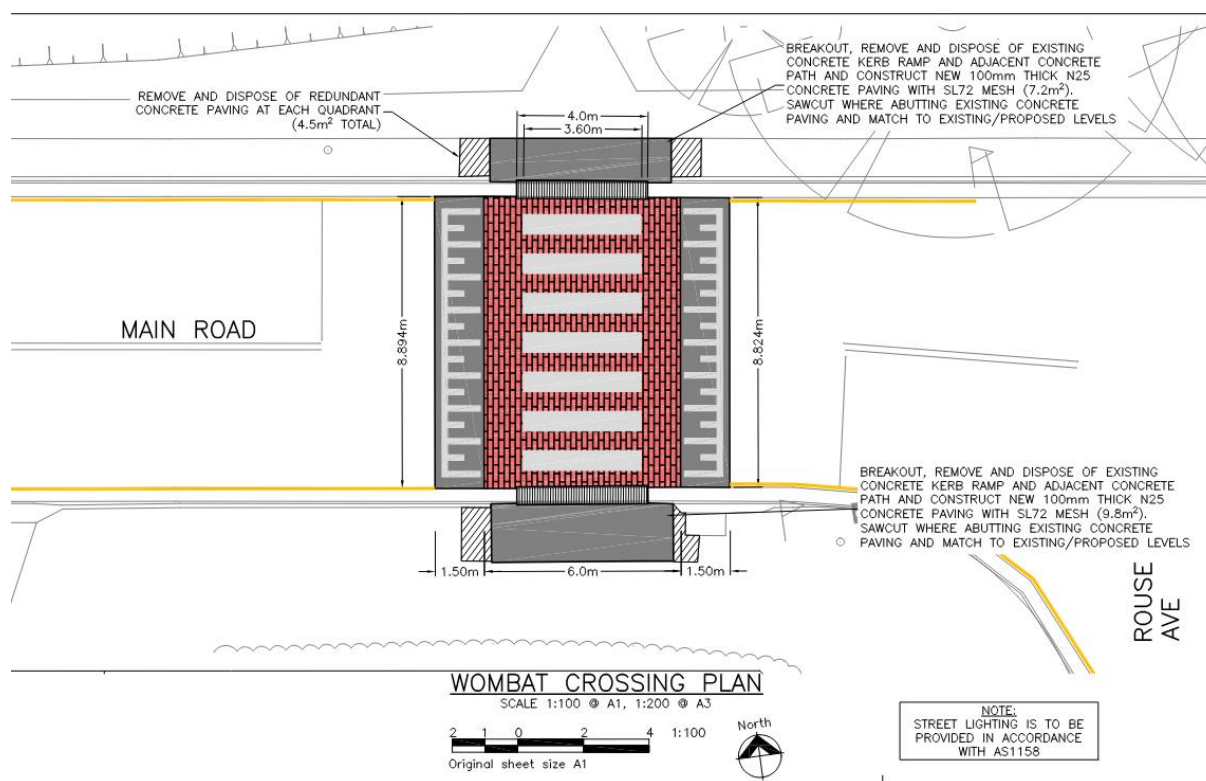 BREAKOUT, REMOVE AND DISPOSE OF EXISTING
CONCRETE KERB RAMP AND ADJACENT CONCRETE
PATH AND CONSTRUCT NEW 100mm THICK N25
CONCRETE PAVING WITH SL72 MESH (7.2m²).
SAWCUT WHERE ABUTTING EXISTING CONCRETE
PAVING AND MATCH TO EXISTING/PROPOSED LEVELS
REMOVE AND DISPOSE OF REDUNDANT
CONCRETE PAVING AT EACH QUADRANT
(4.5m² TOTAL)
4.0m
3.60m
MAIN ROAD
8.894m
8.824m
BREAKOUT, REMOVE AND DISPOSE OF EXISTING
CONCRETE KERB RAMP AND ADJACENT CONCRETE
PATH AND CONSTRUCT NEW 100mm THICK N25
CONCRETE PAVING WITH SL72 MESH (9.8m²).
SAWCUT WHERE ABUTTING EXISTING CONCRETE
PAVING AND MATCH TO EXISTING/PROPOSED LEVELS
1.50m
6.0m
1.50m
ROUSE
AVE
WOMBAT CROSSING PLAN
SCALE 1:100 @ A1, 1:200 @ A3
2 1 0 2 4 1:100
Original sheet size A1
North
NOTE:
STREET LIGHTING IS TO BE
PROVIDED IN ACCORDANCE
WITH AS1158